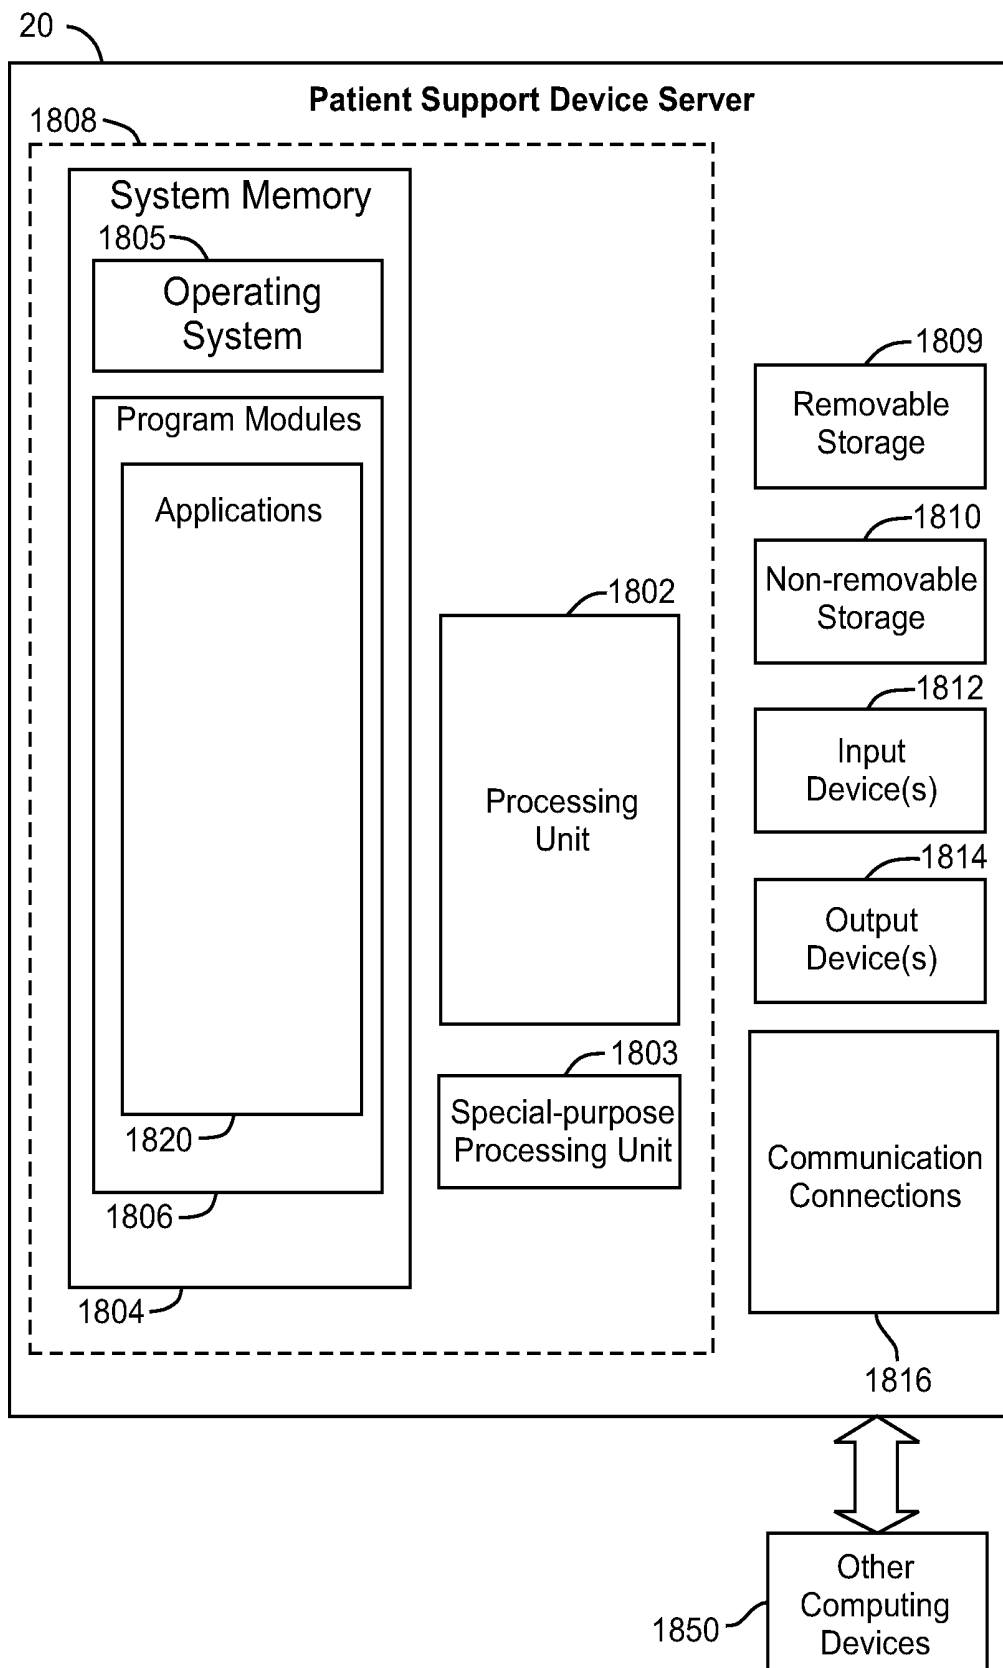 20
Patient Support Device Server
1808
System Memory
1805
Operating
System
Program Modules
Applications
1820
1806
1804
1802
Processing
Unit
1803
Special-purpose
Processing Unit
1809
Removable
Storage
1810
Non-removable
Storage
1812
Input
Device(s)
1814
Output
Device(s)
Communication
Connections
1816
Other
Computing
Devices
1850